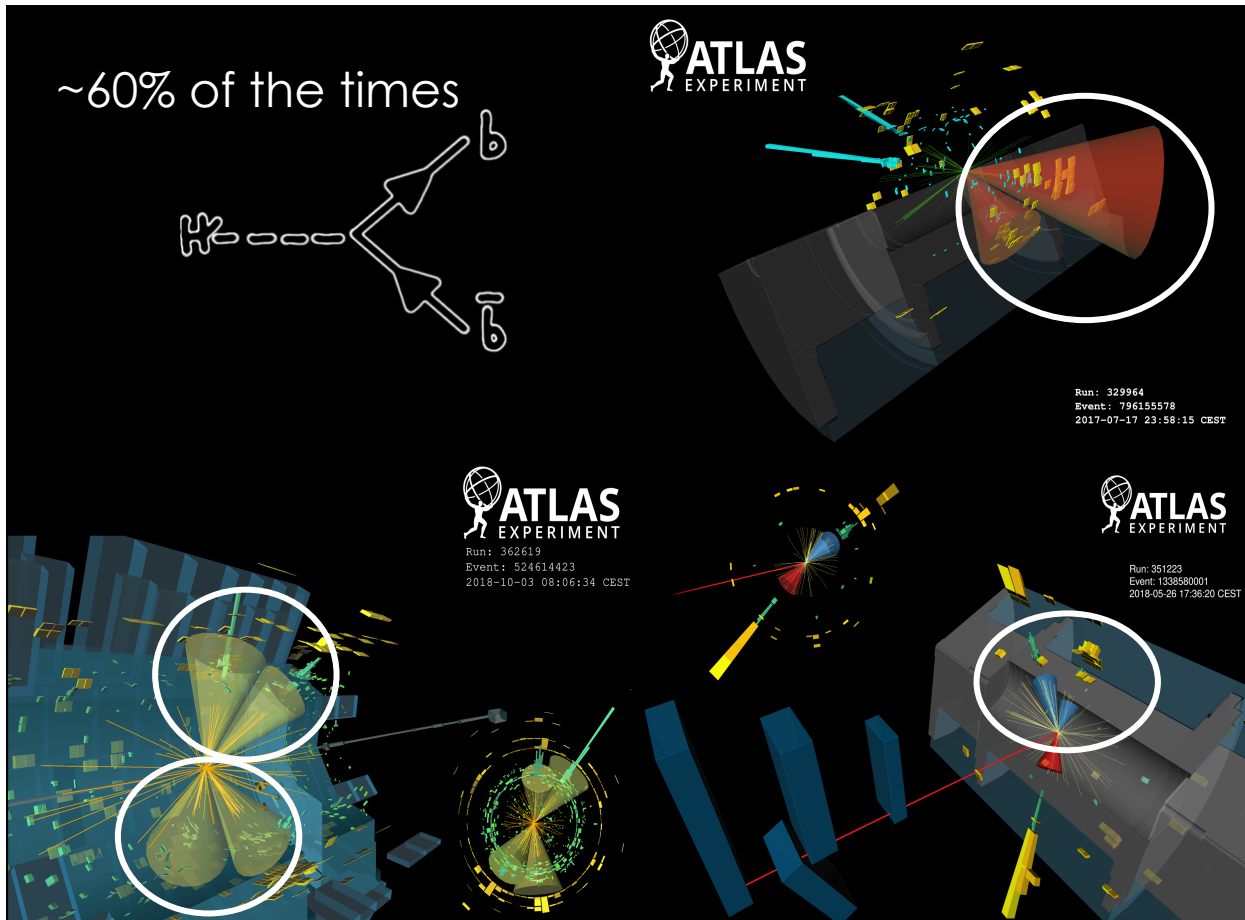 ~60% of the times
b
H
b̄
ATLAS
EXPERIMENT
Run: 329964
Event: 796155578
2017-07-17 23:58:15 CEST
ATLAS
EXPERIMENT
Run: 362619
Event: 524614423
2018-10-03 08:06:34 CEST
ATLAS
EXPERIMENT
Run: 351223
Event: 1338580001
2018-05-26 17:36:20 CEST